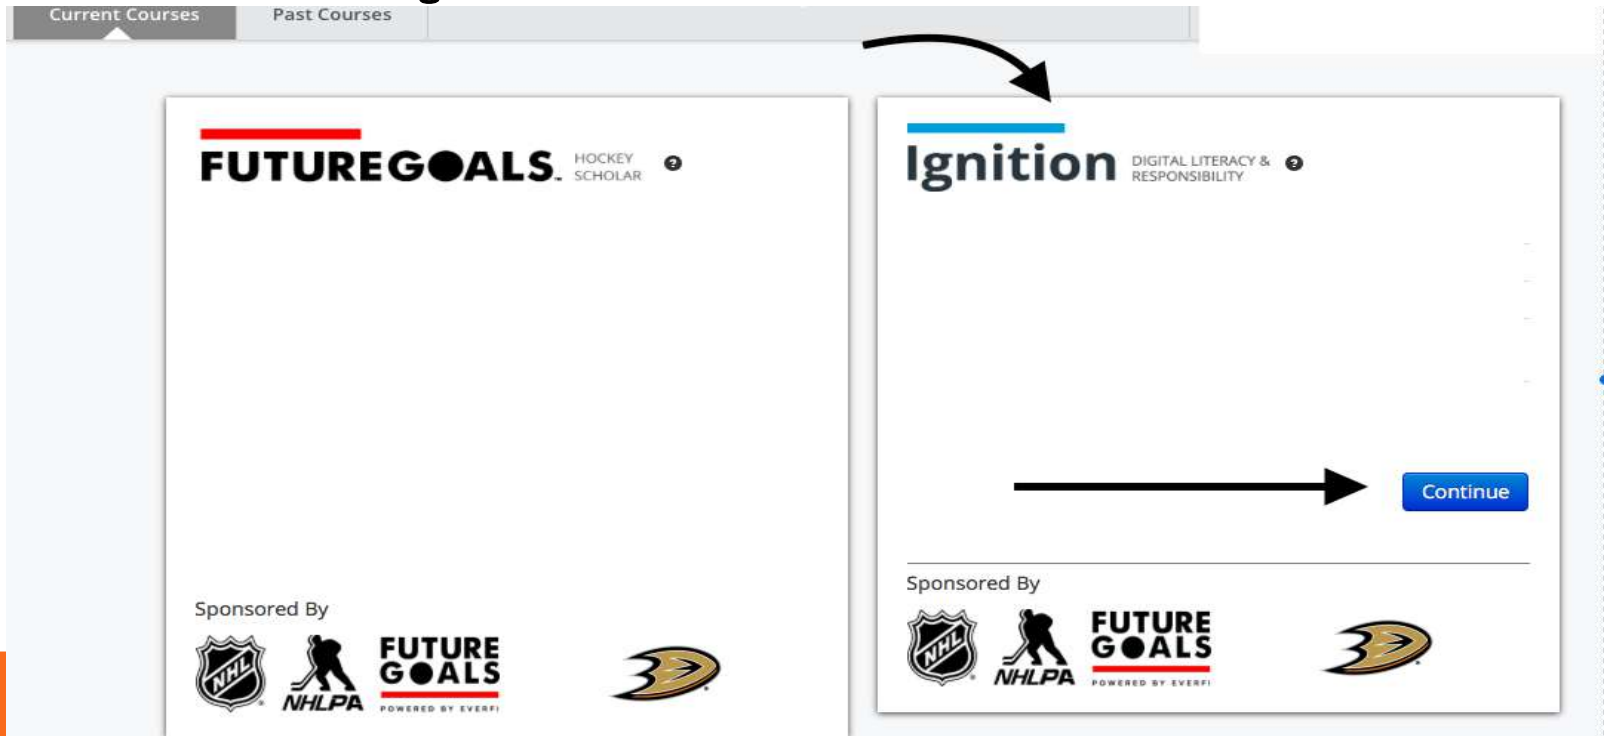 Current Courses
Past Courses
FUTUREGOALS™ HOCKEY SCHOLAR
Ignition DIGITAL LITERACY & RESPONSIBILITY
Continue
Sponsored By
NHL
NHLPA
FUTURE
GOALS
POWERED BY EVERFI
Sponsored By
NHL
NHLPA
FUTURE
GOALS
POWERED BY EVERFI